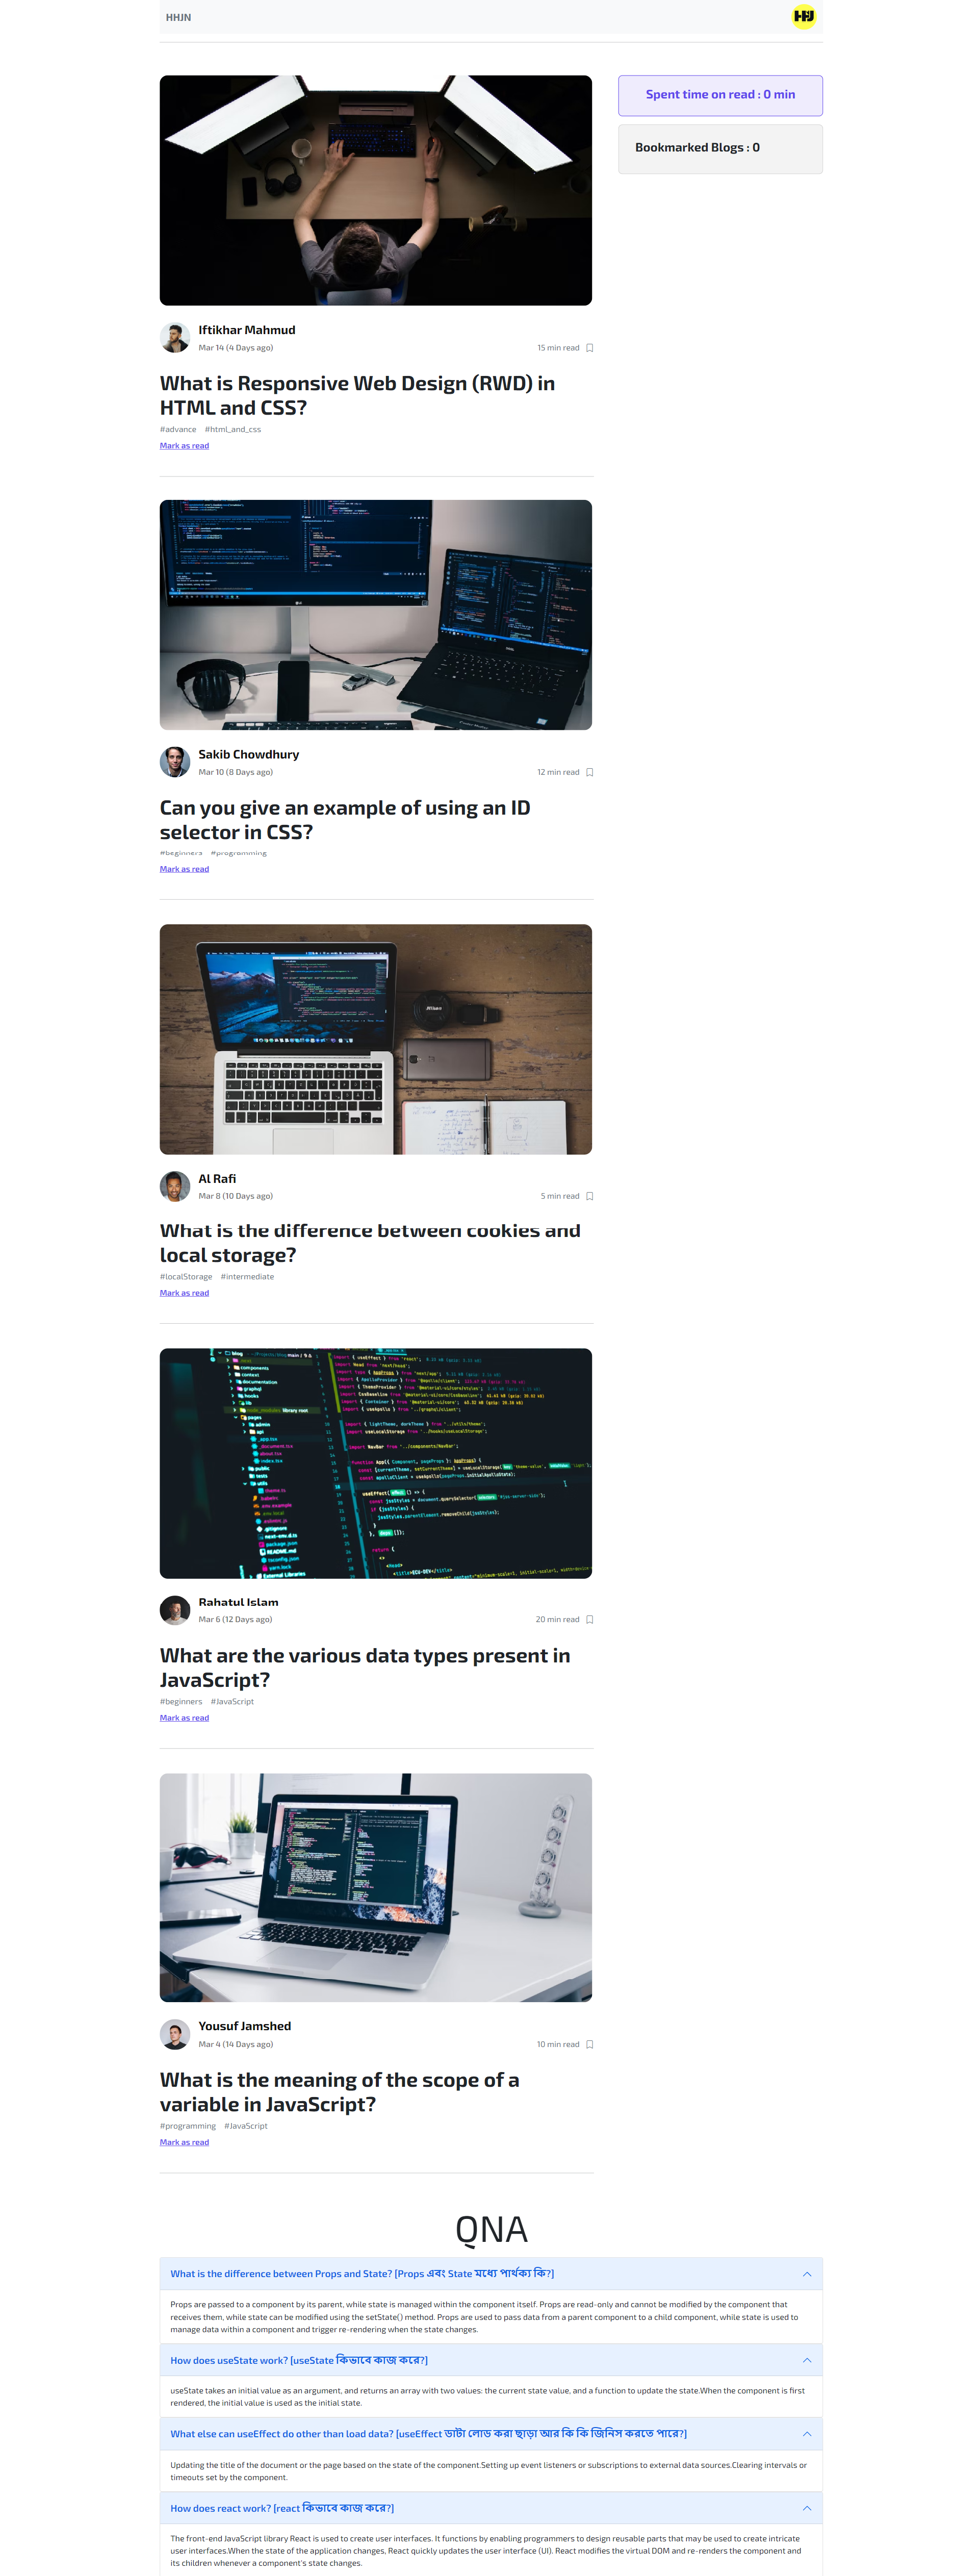 HHJN
HHJ
Spent time on read : 0 min
Bookmarked Blogs : 0
Iftikhar Mahmud
Mar 14 (4 Days ago)
15 min read
What is Responsive Web Design (RWD) in
HTML and CSS?
#advance #html_and_css
Mark as read
Sakib Chowdhury
Mar 10 (8 Days ago)
12 min read
Can you give an example of using an ID
selector in CSS?
#programming
Mark as read
Al Rafi
Mar 8 (10 Days ago)
5 min read
What is the difference between cookies and
local storage?
#localStorage #intermediate
Mark as read
Rahatul Islam
Mar 6 (12 Days ago)
20 min read
What are the various data types present in
JavaScript?
#beginners #JavaScript
Mark as read
Yousuf Jamshed
Mar 4 (14 Days ago)
10 min read
What is the meaning of the scope of a
variable in JavaScript?
#programming #JavaScript
Mark as read
QNA
What is the difference between Props and State? [Props এবং State মধ্যে পার্থক্য কি?]
Props are passed to a component by its parent, while state is managed within the component itself. Props are read-only and cannot be modified by the component that
receives them, while state can be modified using the setState() method. Props are used to pass data from a parent component to a child component, while state is used to
manage data within a component and trigger re-rendering when the state changes.
How does useState work? [useState কিভাবে কাজ করে?]
useState takes an initial value as an argument, and returns an array with two values: the current state value, and a function to update the state.When the component is first
rendered, the initial value is used as the initial state.
What else can useEffect do other than load data? [useEffect ডাটা লোড করা ছাড়া আর কি কি জিনিস করতে পারে?]
Updating the title of the document or the page based on the state of the component.Setting up event listeners or subscriptions to external data sources.Clearing intervals or
timeouts set by the component.
How does react work? [react কিভাবে কাজ করে?]
The front-end JavaScript library React is used to create user interfaces. It functions by enabling programmers to design reusable parts that may be used to create intricate
user interfaces.When the state of the application changes, React quickly updates the user interface (UI). React modifies the virtual DOM and re-renders the component and
its children whenever a component's state changes.